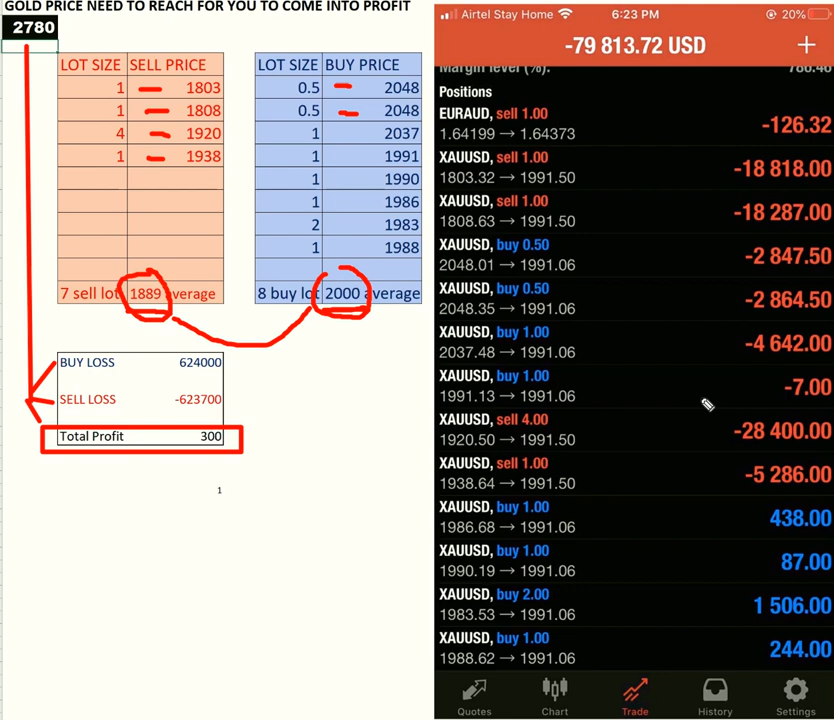 GOLD PRICE NEED TO REACH FOR YOU TO COME INTO PROFIT
2780
LOT SIZE SELL PRICE
1 1803
1 1808
4 1920
1 1938
7 sell lot 1889 average
LOT SIZE BUY PRICE
0.5 2048
0.5 2048
1 2037
1 1991
1 1990
1 1986
2 1983
1 1988
8 buy lot 2000 average
BUY LOSS 624000
SELL LOSS -623700
Total Profit 300
1
Airtel Stay Home 6:23 PM 20%
-79 813.72 USD +
Margin level (%): 
Positions
EURAUD, sell 1.00
1.64199 → 1.64373 -126.32
XAUUSD, sell 1.00
1803.32 → 1991.50 -18 818.00
XAUUSD, sell 1.00
1808.63 → 1991.50 -18 287.00
XAUUSD, buy 0.50
2048.01 → 1991.06 -2 847.50
XAUUSD, buy 0.50
2048.35 → 1991.06 -2 864.50
XAUUSD, buy 1.00
2037.48 → 1991.06 -4 642.00
XAUUSD, buy 1.00
1991.13 → 1991.06 -7.00
XAUUSD, sell 4.00
1920.50 → 1991.50 -28 400.00
XAUUSD, sell 1.00
1938.64 → 1991.50 -5 286.00
XAUUSD, buy 1.00
1986.68 → 1991.06 438.00
XAUUSD, buy 1.00
1990.19 → 1991.06 87.00
XAUUSD, buy 2.00
1983.53 → 1991.06 1 506.00
XAUUSD, buy 1.00
1988.62 → 1991.06 244.00
Quotes Chart Trade History Settings